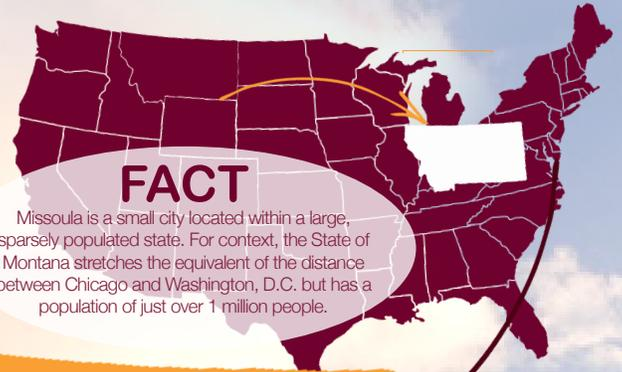 FACT
Missoula is a small city located within a large,
sparsely populated state. For context, the State of
Montana stretches the equivalent of the distance
between Chicago and Washington, D.C. but has a
population of just over 1 million people.